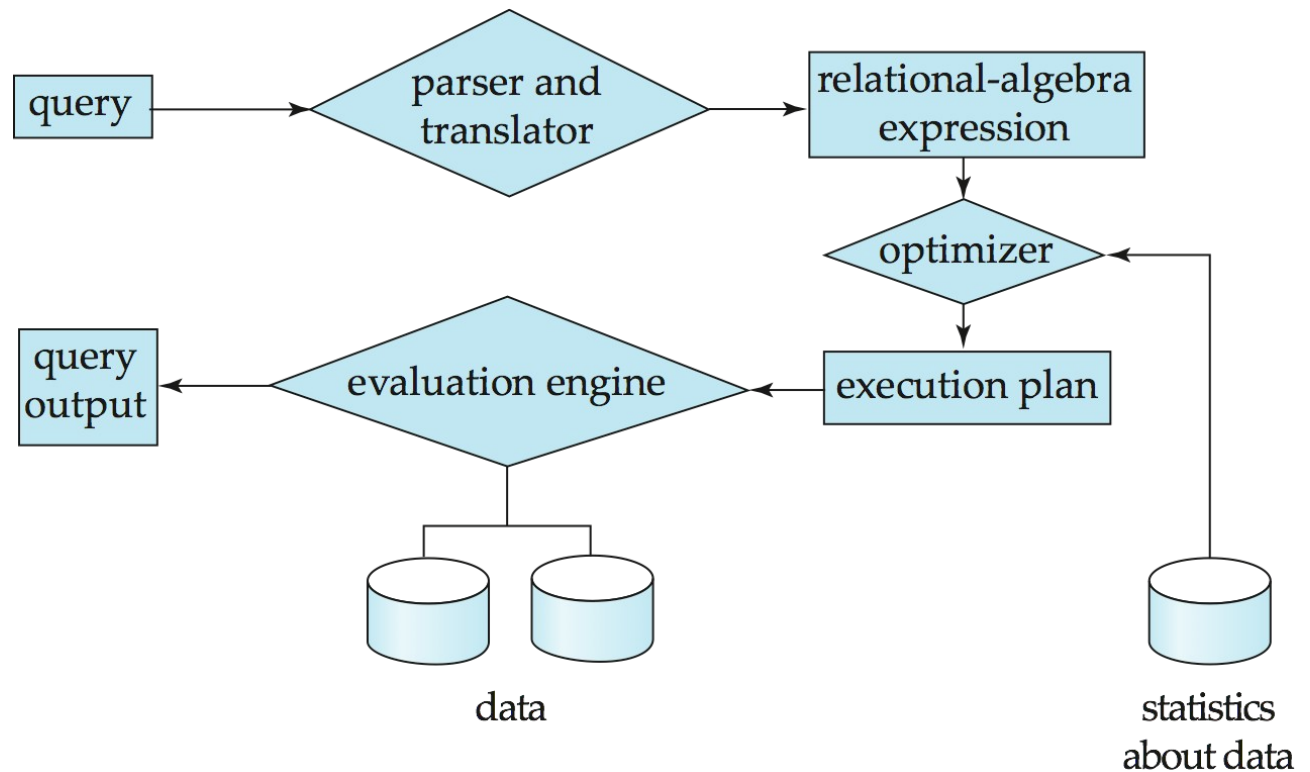 query
parser and
translator
relational-algebra
expression
optimizer
query
output
evaluation engine
execution plan
data
statistics
about data